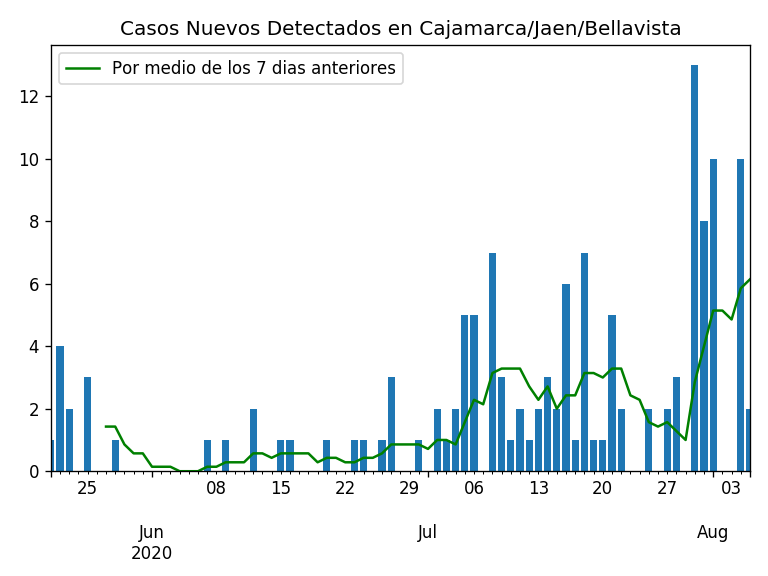 Casos Nuevos Detectados en Cajamarca/Jaen/Bellavista
Por medio de los 7 dias anteriores
12
10
8
6
4
2
0
25 08 15 22 29 06 13 20 27 03
Jun Jul Aug
2020